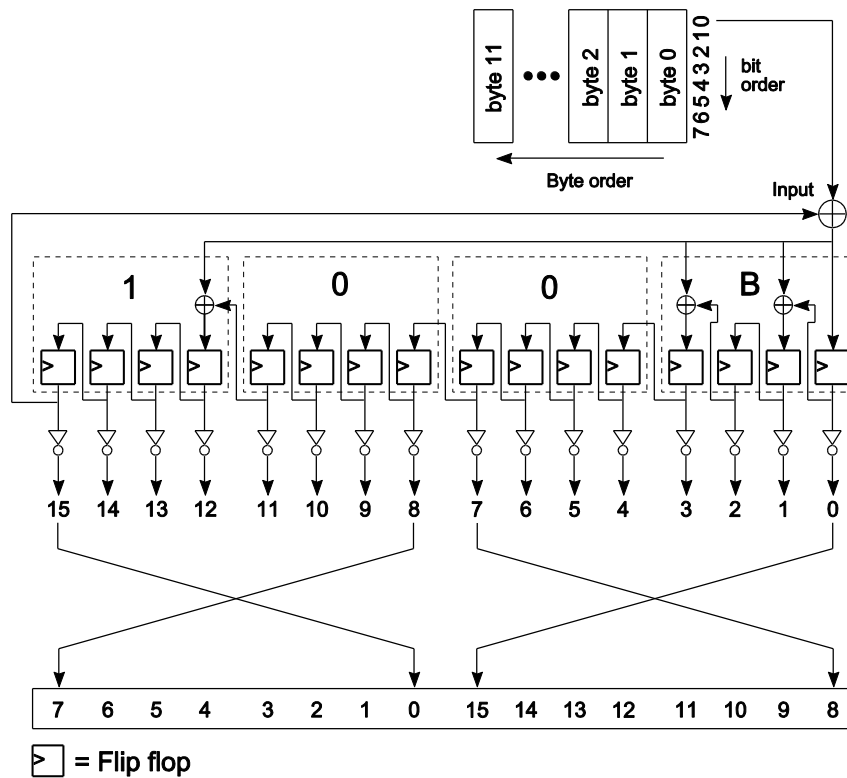 byte 11 ••• byte 2 byte 1 byte 0 76543210
bit order
Byte order
Input
1 0 0 B
> > > > > > > > > > > > > > > >
15 14 13 12 11 10 9 8 7 6 5 4 3 2 1 0
7 6 5 4 3 2 1 0 15 14 13 12 11 10 9 8
> = Flip flop